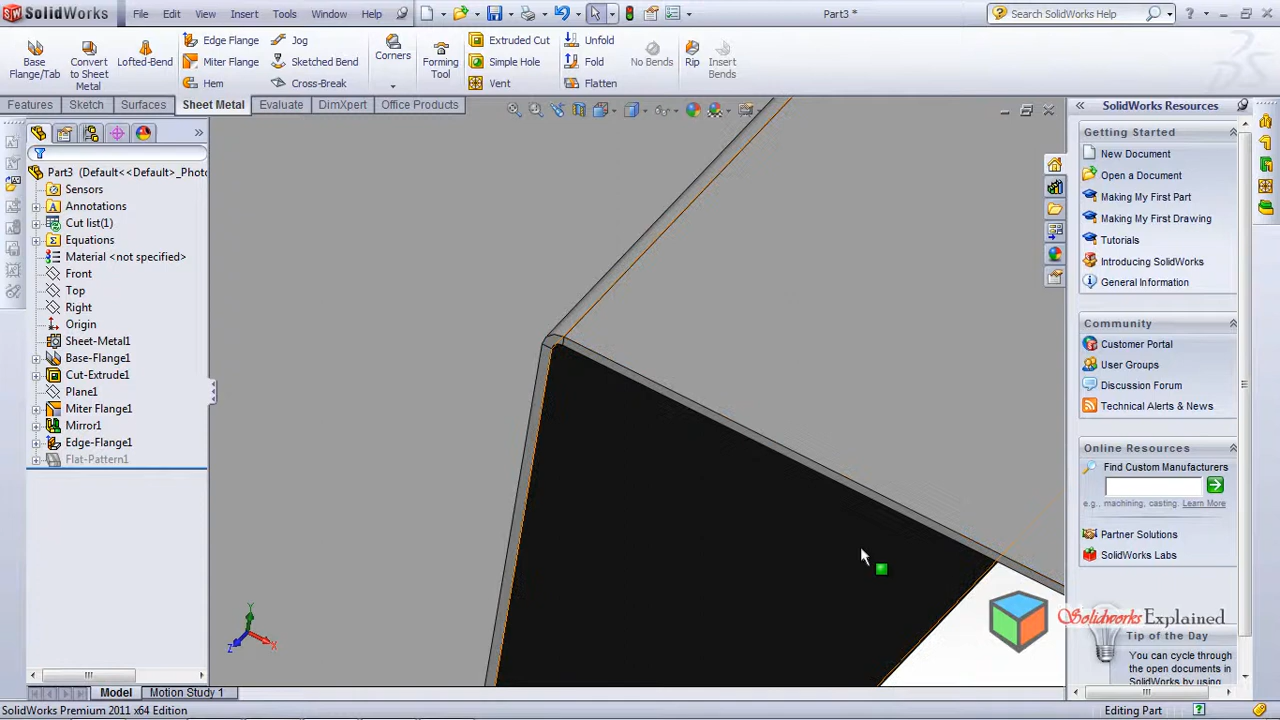 SolidWorks File Edit View Insert Tools Window Help Part3 * Search SolidWorks Help
Base Flange/Tab
Convert to Sheet Metal
Lofted-Bend
Edge Flange
Miter Flange
Hem
Jog
Sketched Bend
Cross-Break
Corners
Forming Tool
Extruded Cut
Simple Hole
Vent
Unfold
Fold
Flatten
No Bends
Rip
Insert Bends
Features Sketch Surfaces Sheet Metal Evaluate DimXpert Office Products
Part3 (Default<<Default>_Phot
Sensors
Annotations
Cut list(1)
Equations
Material <not specified>
Front
Top
Right
Origin
Sheet-Metal1
Base-Flange1
Cut-Extrude1
Plane1
Miter Flange1
Mirror1
Edge-Flange1
Flat-Pattern1
Y
Z
X
SolidWorks Resources
Getting Started
New Document
Open a Document
Making My First Part
Making My First Drawing
Tutorials
Introducing SolidWorks
General Information
Community
Customer Portal
User Groups
Discussion Forum
Technical Alerts & News
Online Resources
Find Custom Manufacturers
e.g., machining, casting. Learn More
Partner Solutions
SolidWorks Labs
Solidworks Explained
Tip of the Day
You can cycle through
the open documents in
SolidWorks by using
Model Motion Study 1
SolidWorks Premium 2011 x64 Edition Editing Part